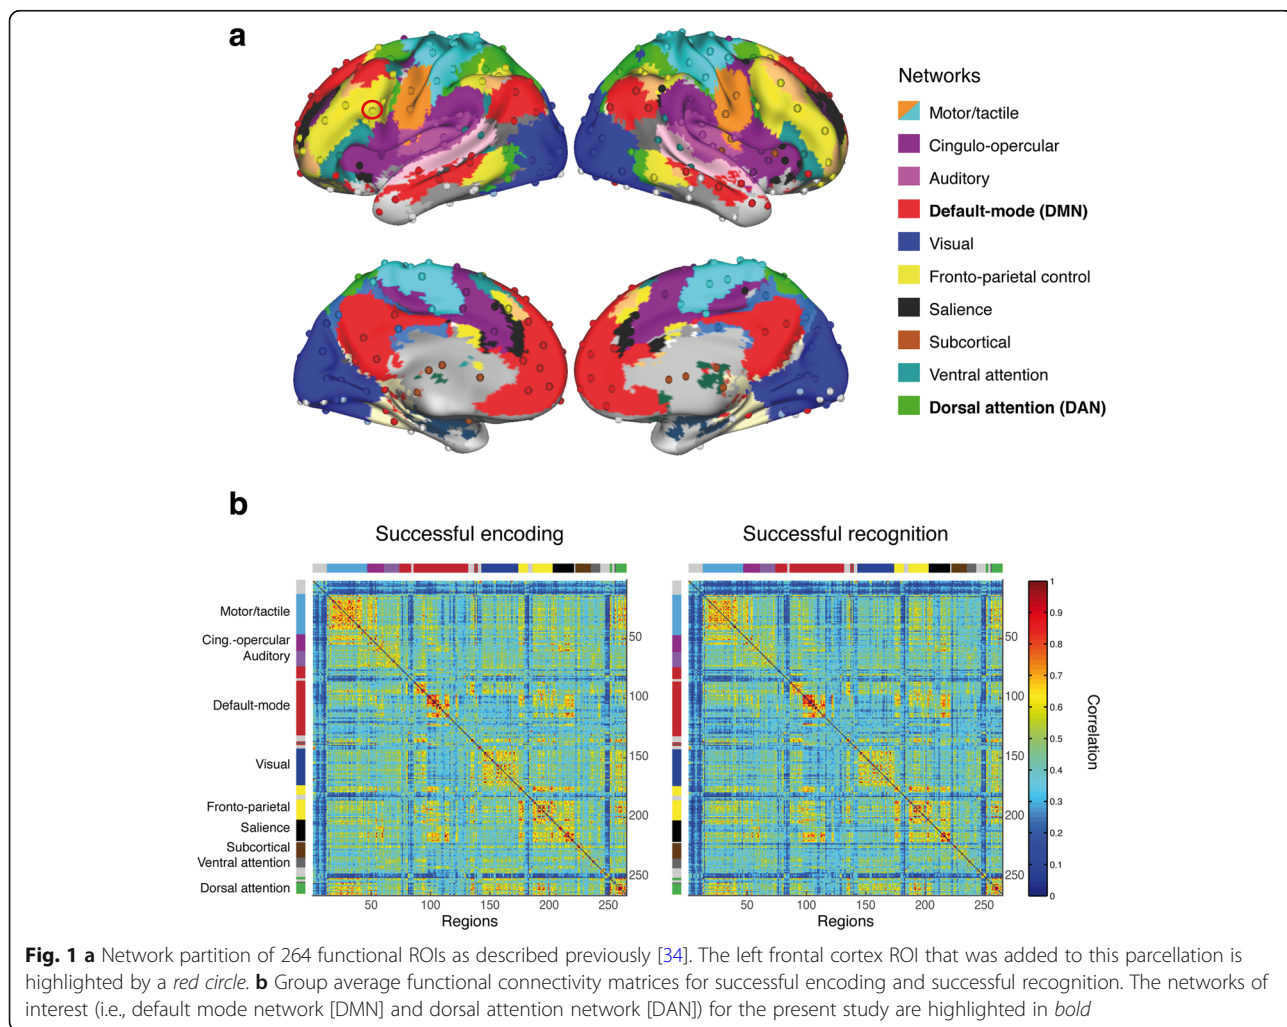 a
Networks
Motor/tactile
Cingulo-opercular
Auditory
Default-mode (DMN)
Visual
Fronto-parietal control
Salience
Subcortical
Ventral attention
Dorsal attention (DAN)
b
Successful encoding
Successful recognition
Motor/tactile
Cing.-opercular
Auditory
Default-mode
Visual
Fronto-parietal
Salience
Subcortical
Ventral attention
Dorsal attention
50
100
150
200
250
50
100
150
200
250
Regions
50
100
150
200
250
50
100
150
200
250
Regions
1
0.9
0.8
0.7
0.6
0.5
0.4
0.3
0.2
0.1
0
Correlation
Fig. 1 a Network partition of 264 functional ROIs as described previously [34]. The left frontal cortex ROI that was added to this parcellation is
highlighted by a red circle. b Group average functional connectivity matrices for successful encoding and successful recognition. The networks of
interest (i.e., default mode network [DMN] and dorsal attention network [DAN]) for the present study are highlighted in bold